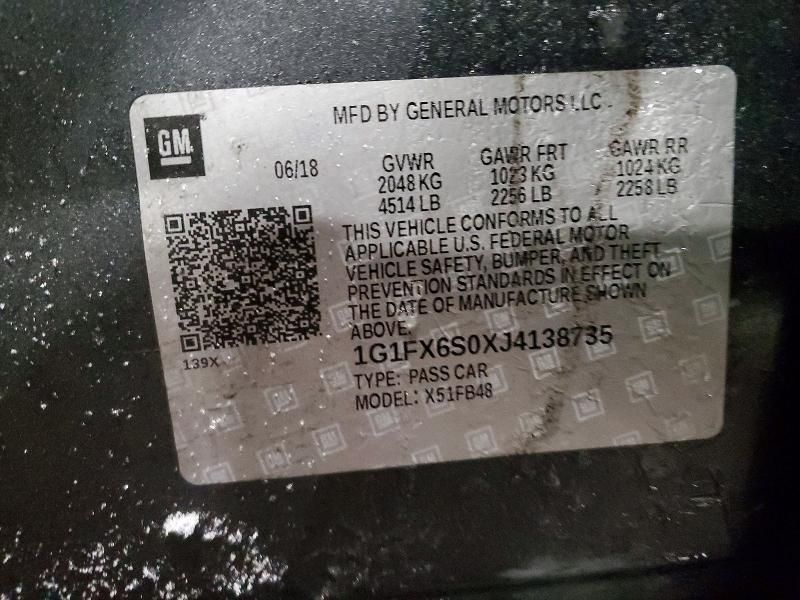 MFD BY GENERAL MOTORS LLC
GM
06/18 GVWR GAWR FRT GAWR RR
2048 KG 1023 KG 1024 KG
4514 LB 2256 LB 2258 LB
THIS VEHICLE CONFORMS TO ALL
APPLICABLE U.S. FEDERAL MOTOR
VEHICLE SAFETY, BUMPER, AND THEFT
PREVENTION STANDARDS IN EFFECT ON
THE DATE OF MANUFACTURE SHOWN
ABOVE.
139X
1G1FX6S0XJ4138735
TYPE: PASS CAR
MODEL: X51FB48